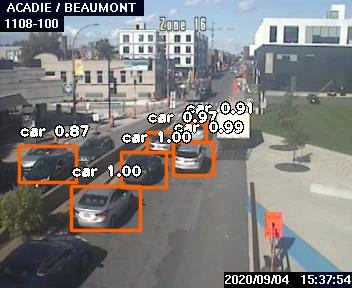 ACADIE / BEAUMONT
1108-100
Zone 16
car 0.91
car 0.97
car 0.99
car 0.87
car 1.00
car 1.00
2020/09/04 15:37:54